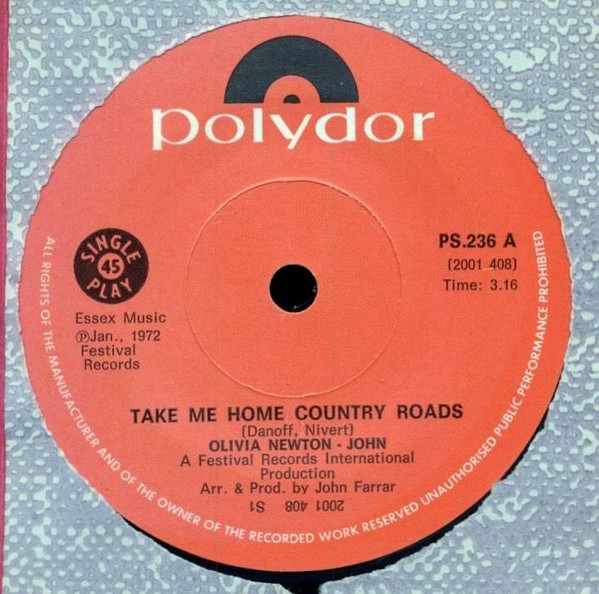 polydor
SINGLE
45
PLAY
PS.236 A
(2001 408)
Time: 3.16
Essex Music
ⓅJan., 1972
Festival
Records
TAKE ME HOME COUNTRY ROADS
(Danoff, Nivert)
OLIVIA NEWTON - JOHN
A Festival Records International
Production
Arr. & Prod. by John Farrar
2001 408 S1
ALL RIGHTS OF THE MANUFACTURER AND OF THE OWNER OF THE RECORDED WORK RESERVED UNAUTHORISED PUBLIC PERFORMANCE PROHIBITED